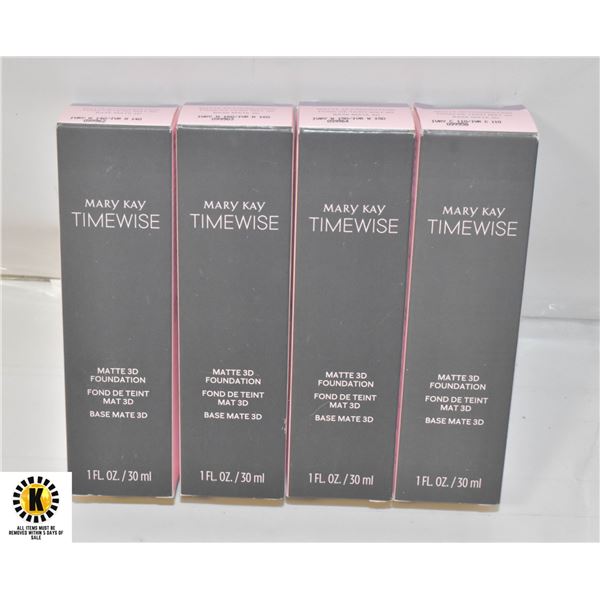 MARY KAY
TIMEWISE
MATTE 3D
FOUNDATION
FOND DE TEINT
MAT 3D
BASE MATE 3D
1 FL. OZ. / 30 ml
MARY KAY
TIMEWISE
MATTE 3D
FOUNDATION
FOND DE TEINT
MAT 3D
BASE MATE 3D
1 FL. OZ. / 30 ml
MARY KAY
TIMEWISE
MATTE 3D
FOUNDATION
FOND DE TEINT
MAT 3D
BASE MATE 3D
1 FL. OZ. / 30 ml
MARY KAY
TIMEWISE
MATTE 3D
FOUNDATION
FOND DE TEINT
MAT 3D
BASE MATE 3D
1 FL. OZ. / 30 ml
K
ALL ITEMS MUST BE
REMOVED WITHIN 5 DAYS OF
SALE